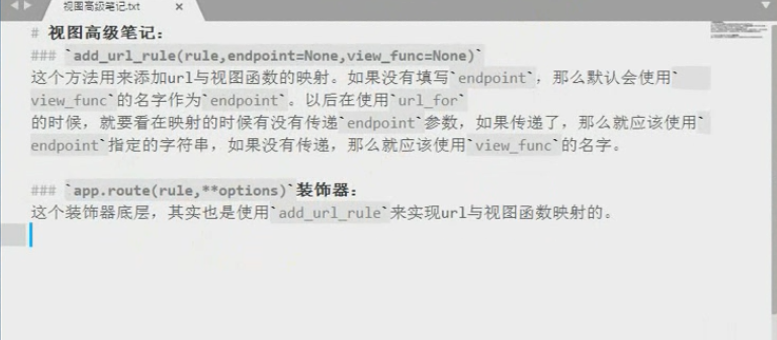 视图高级笔记.txt
# 视图高级笔记:
### `add_url_rule(rule,endpoint=None,view_func=None)`
这个方法用来添加url与视图函数的映射。如果没有填写`endpoint`,那么默认会使用`
view_func`的名字作为`endpoint`。以后在使用`url_for`
的时候,就要看在映射的时候有没有传递`endpoint`参数,如果传递了,那么就应该使用`
endpoint`指定的字符串,如果没有传递,那么就应该使用`view_func`的名字。
### `app.route(rule,**options)`装饰器:
这个装饰器底层,其实也是使用`add_url_rule`来实现url与视图函数映射的。